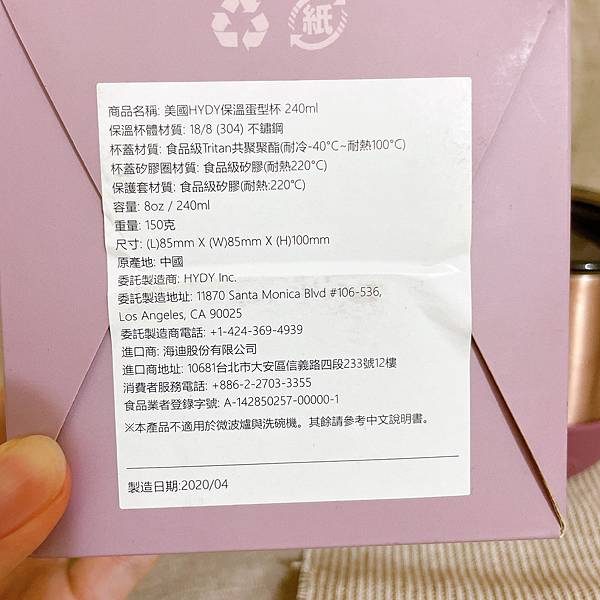 紙
商品名稱: 美國HYDY保溫蛋型杯 240ml
保溫杯體材質: 18/8 (304) 不鏽鋼
杯蓋材質: 食品級Tritan共聚聚酯(耐冷-40°C~耐熱100°C)
杯蓋矽膠圈材質: 食品級矽膠(耐熱220°C)
保護套材質: 食品級矽膠(耐熱:220°C)
容量: 8oz / 240ml
重量: 150克
尺寸: (L)85mm X (W)85mm X (H)100mm
原產地: 中國
委託製造商: HYDY Inc.
委託製造地址: 11870 Santa Monica Blvd #106-536,
Los Angeles, CA 90025
委託製造商電話: +1-424-369-4939
進口商: 海迪股份有限公司
進口商地址: 10681台北市大安區信義路四段233號12樓
消費者服務電話: +886-2-2703-3355
食品業者登錄字號: A-142850257-00000-1
※本產品不適用於微波爐與洗碗機。其餘請參考中文說明書。
製造日期:2020/04